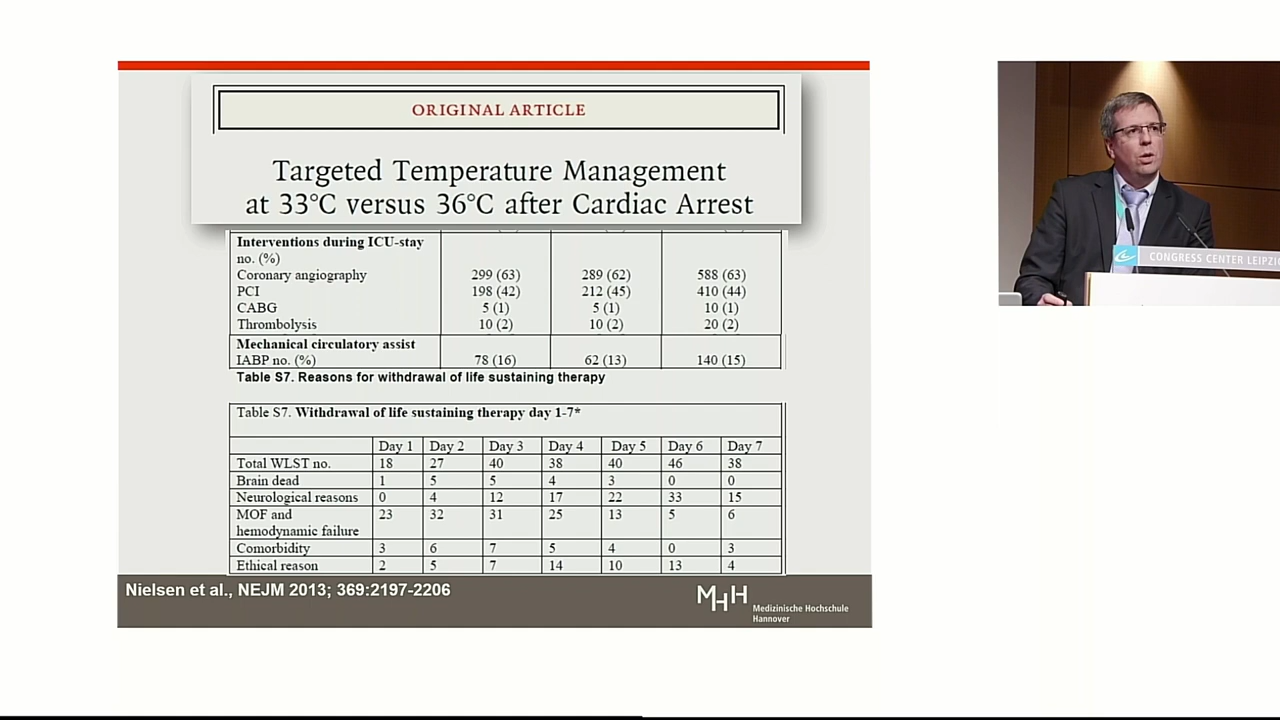 ORIGINAL ARTICLE
Targeted Temperature Management
at 33°C versus 36°C after Cardiac Arrest
Interventions during ICU-stay
no. (%)
Coronary angiography 299 (63) 289 (62) 588 (63)
PCI 198 (42) 212 (45) 410 (44)
CABG 5 (1) 5 (1) 10 (1)
Thrombolysis 10 (2) 10 (2) 20 (2)
Mechanical circulatory assist
IABP no. (%) 78 (16) 62 (13) 140 (15)
Table S7. Reasons for withdrawal of life sustaining therapy
Table S7. Withdrawal of life sustaining therapy day 1-7*
Day 1 Day 2 Day 3 Day 4 Day 5 Day 6 Day 7
Total WLST no. 18 27 40 38 40 46 38
Brain dead 1 5 5 4 3 0 0
Neurological reasons 0 4 12 17 22 33 15
MOF and 23 32 31 25 13 5 6
hemodynamic failure
Comorbidity 3 6 7 5 4 0 3
Ethical reason 2 5 7 14 10 13 4
Nielsen et al., NEJM 2013; 369:2197-2206
MHH
Medizinische Hochschule
Hannover
CONGRESS CENTER LEIPZIG